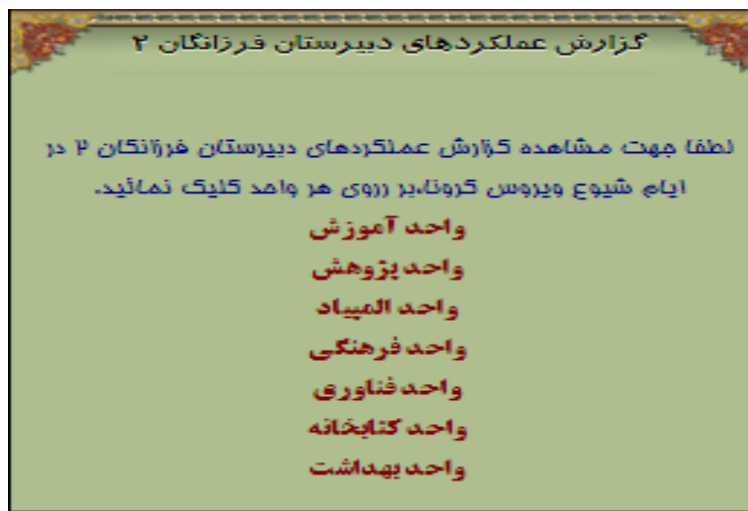 گزارش عملکردهای دبیرستان فرزانگان ۲
لطفا جهت مشاهده گزارش عملکردهای دبیرستان فرزانگان ۲ در
ایام شیوع ویروس کرونا،بر رروی هر واحد کلیک نمائید.
واحد آموزش
واحد پژوهش
واحد المپیاد
واحد فرهنگی
واحد فناوری
واحد کتابخانه
واحد بهداشت